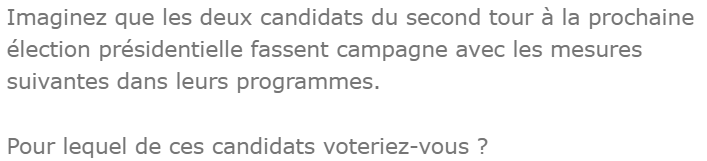 Imaginez que les deux candidats du second tour à la prochaine
élection présidentielle fassent campagne avec les mesures
suivantes dans leurs programmes.
Pour lequel de ces candidats voteriez-vous ?